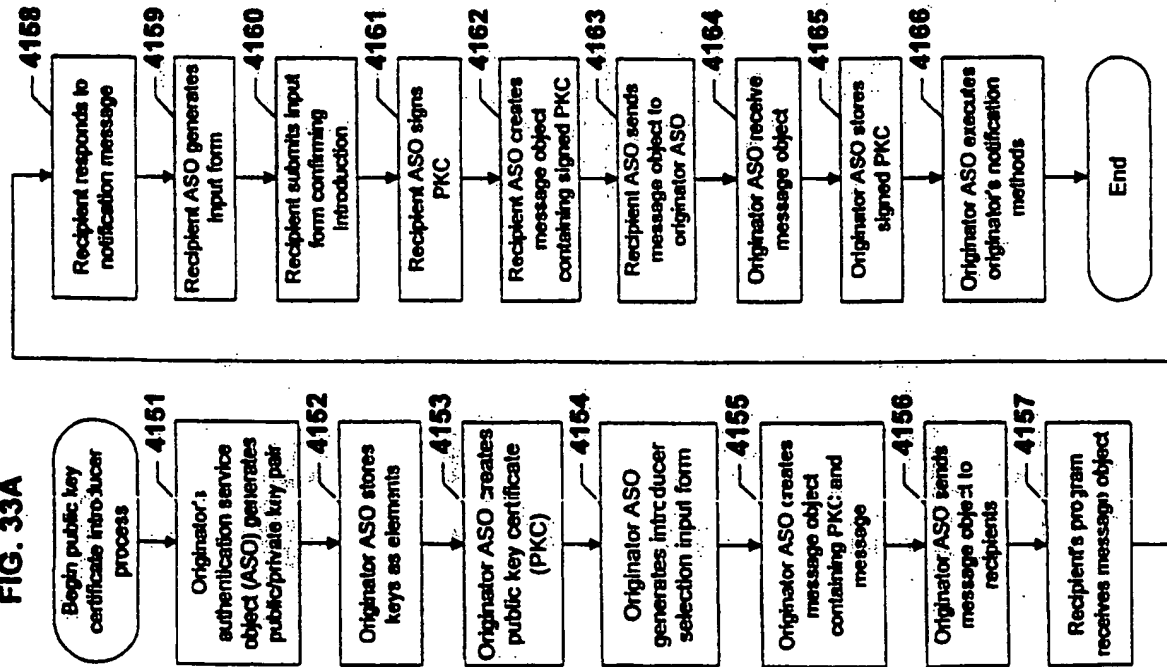 FIG. 33A
Begin public key
certificate introducer
process
4151
Originator's
authentication service
object (ASO) generates
public/private key pair
4152
Originator ASO stores
keys as elements
4153
Originator ASO creates
public key certificate
(PKC)
4154
Originator ASO
generates introducer
selection input form
4155
Originator ASO creates
message object
containing PKC and
message
4156
Originator ASO sends
message object to
recipients
4157
Recipient's program
receives message object
4158
Recipient responds to
notification message
4159
Recipient ASO generates
Input form
4160
Recipient submits input
form confirming
Introduction
4161
Recipient ASO signs
PKC
4162
Recipient ASO creates
message object
containing signed PKC
4163
Recipient ASO sends
message object to
originator ASO
4164
Originator ASO receive
message object
4165
Originator ASO stores
signed PKC
4166
Originator ASO executes
originator's notification
methods
End